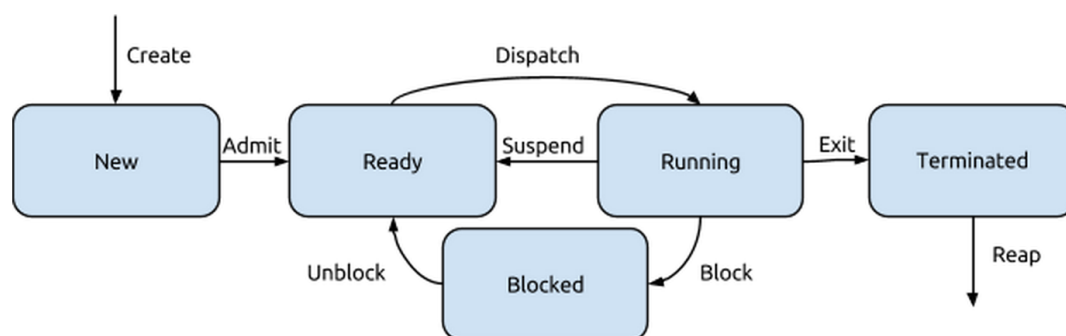 Create
Dispatch
New
Admit
Ready
Suspend
Running
Exit
Terminated
Unblock
Blocked
Block
Reap